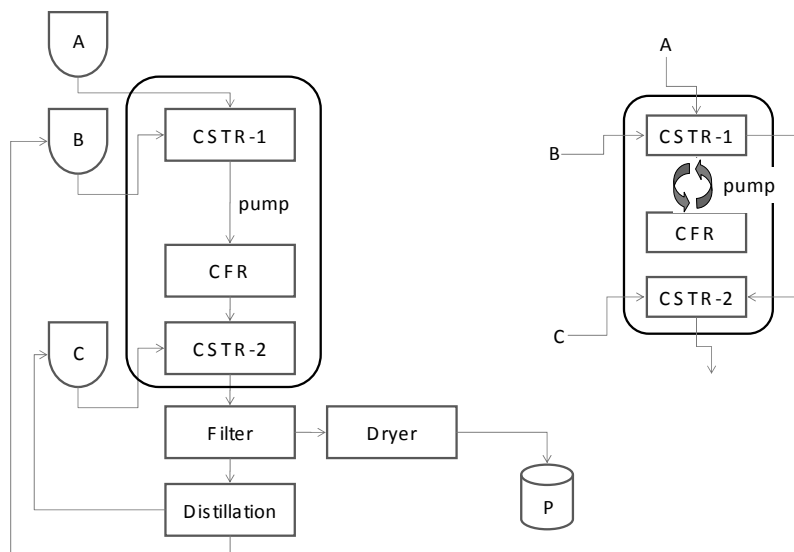 A
B
CSTR-1
pump
CFR
C
CSTR-2
Filter
Dryer
Distillation
P
A
B
CSTR-1
pump
CFR
CSTR-2
C